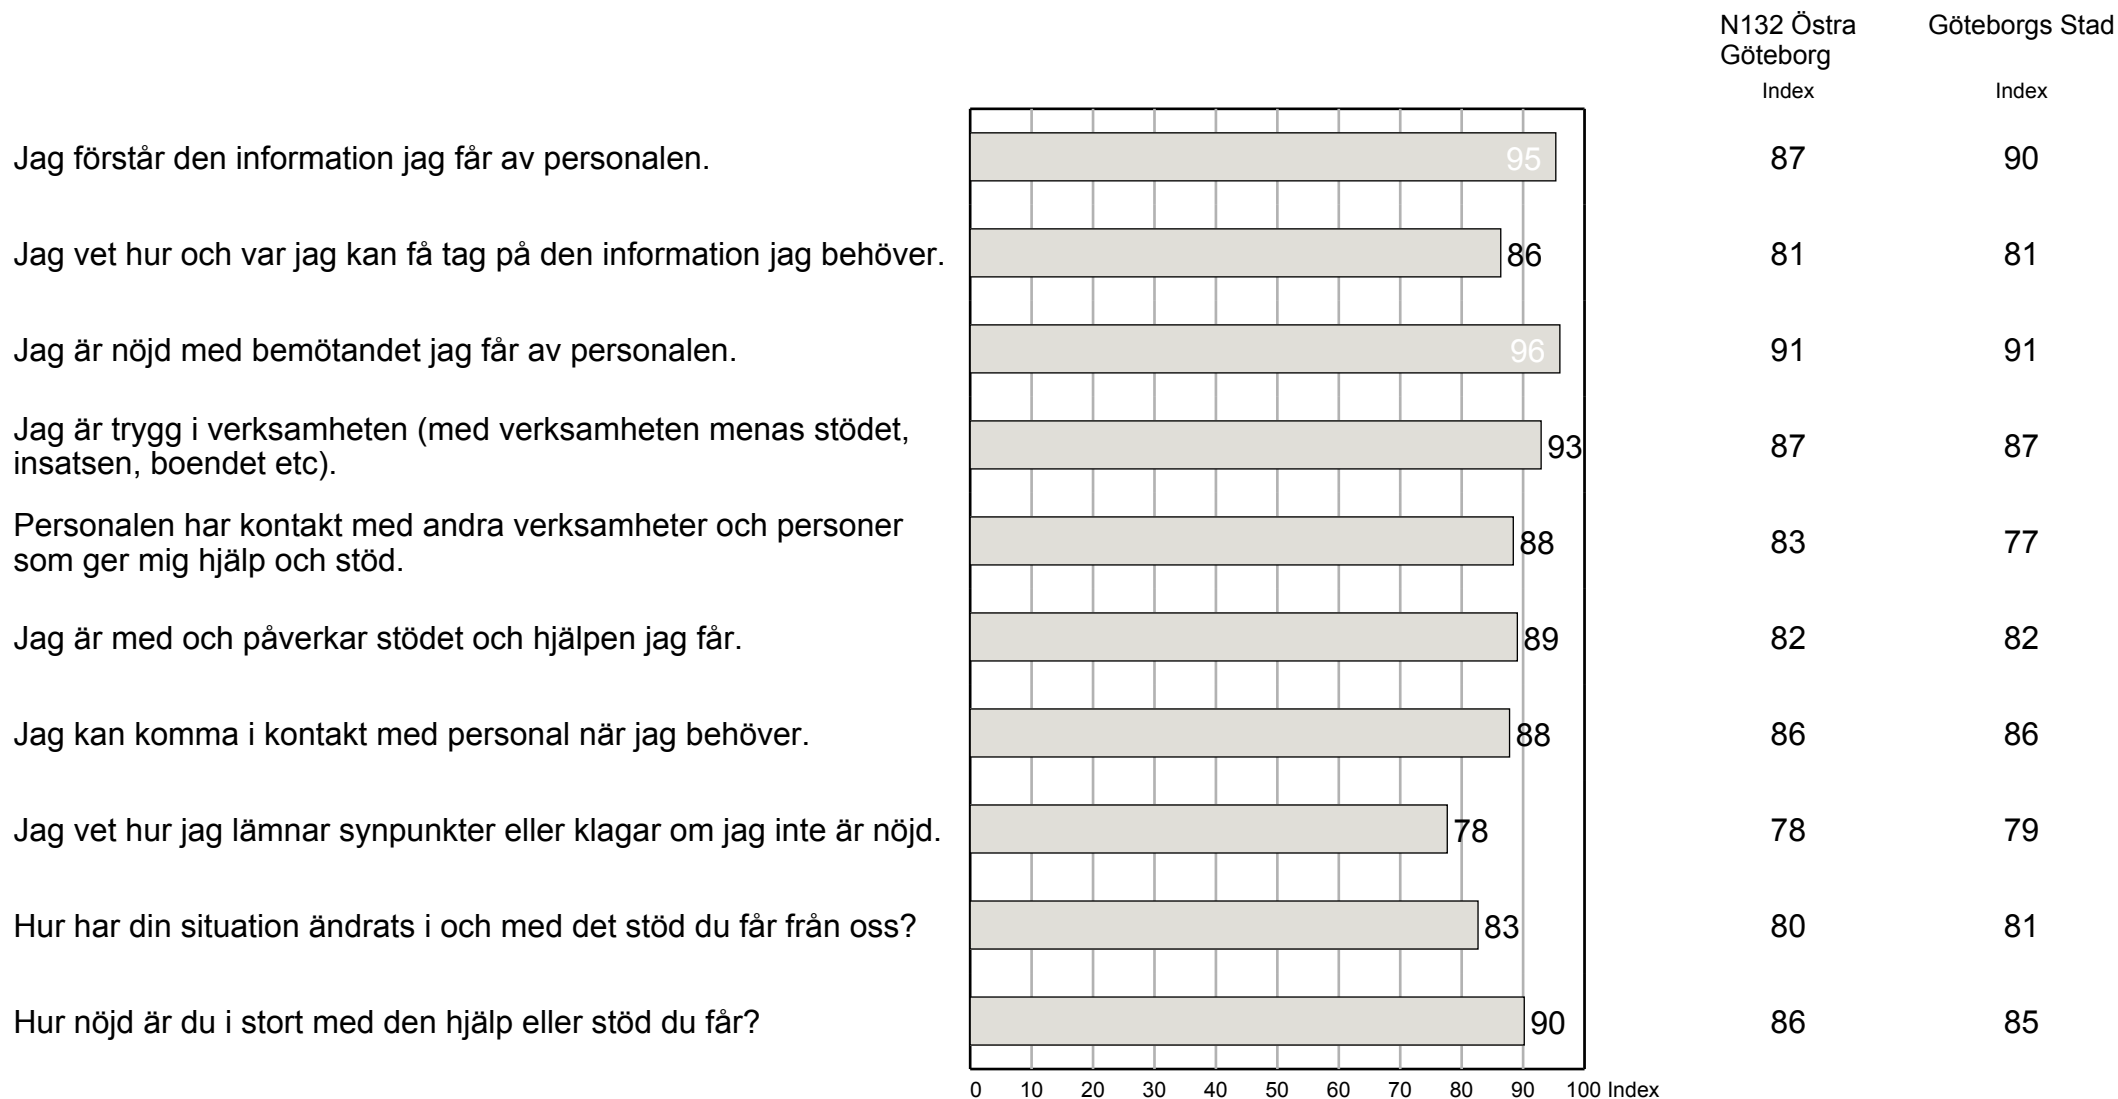 N132 Östra Göteborgs Stad
Göteborg
Index Index
Jag förstår den information jag får av personalen. 95 87 90
Jag vet hur och var jag kan få tag på den information jag behöver. 86 81 81
Jag är nöjd med bemötandet jag får av personalen. 96 91 91
Jag är trygg i verksamheten (med verksamheten menas stödet,
insatsen, boendet etc). 93 87 87
Personalen har kontakt med andra verksamheter och personer
som ger mig hjälp och stöd. 88 83 77
Jag är med och påverkar stödet och hjälpen jag får. 89 82 82
Jag kan komma i kontakt med personal när jag behöver. 88 86 86
Jag vet hur jag lämnar synpunkter eller klagar om jag inte är nöjd. 78 78 79
Hur har din situation ändrats i och med det stöd du får från oss? 83 80 81
Hur nöjd är du i stort med den hjälp eller stöd du får? 90 86 85
0 10 20 30 40 50 60 70 80 90 100 Index